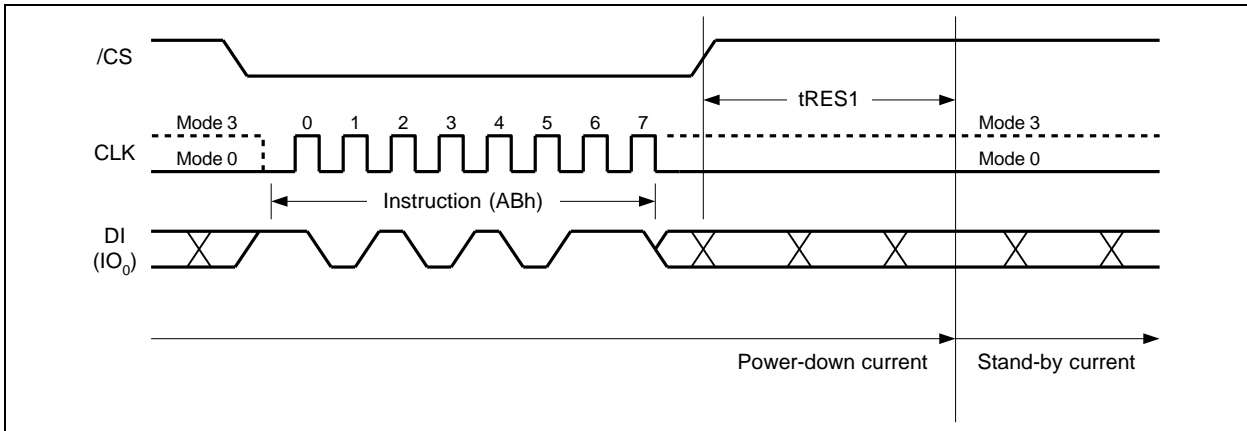 /CS
tRES1
Mode 3 0 1 2 3 4 5 6 7 Mode 3
CLK
Mode 0 Mode 0
Instruction (ABh)
DI
(IO₀)
Power-down current Stand-by current